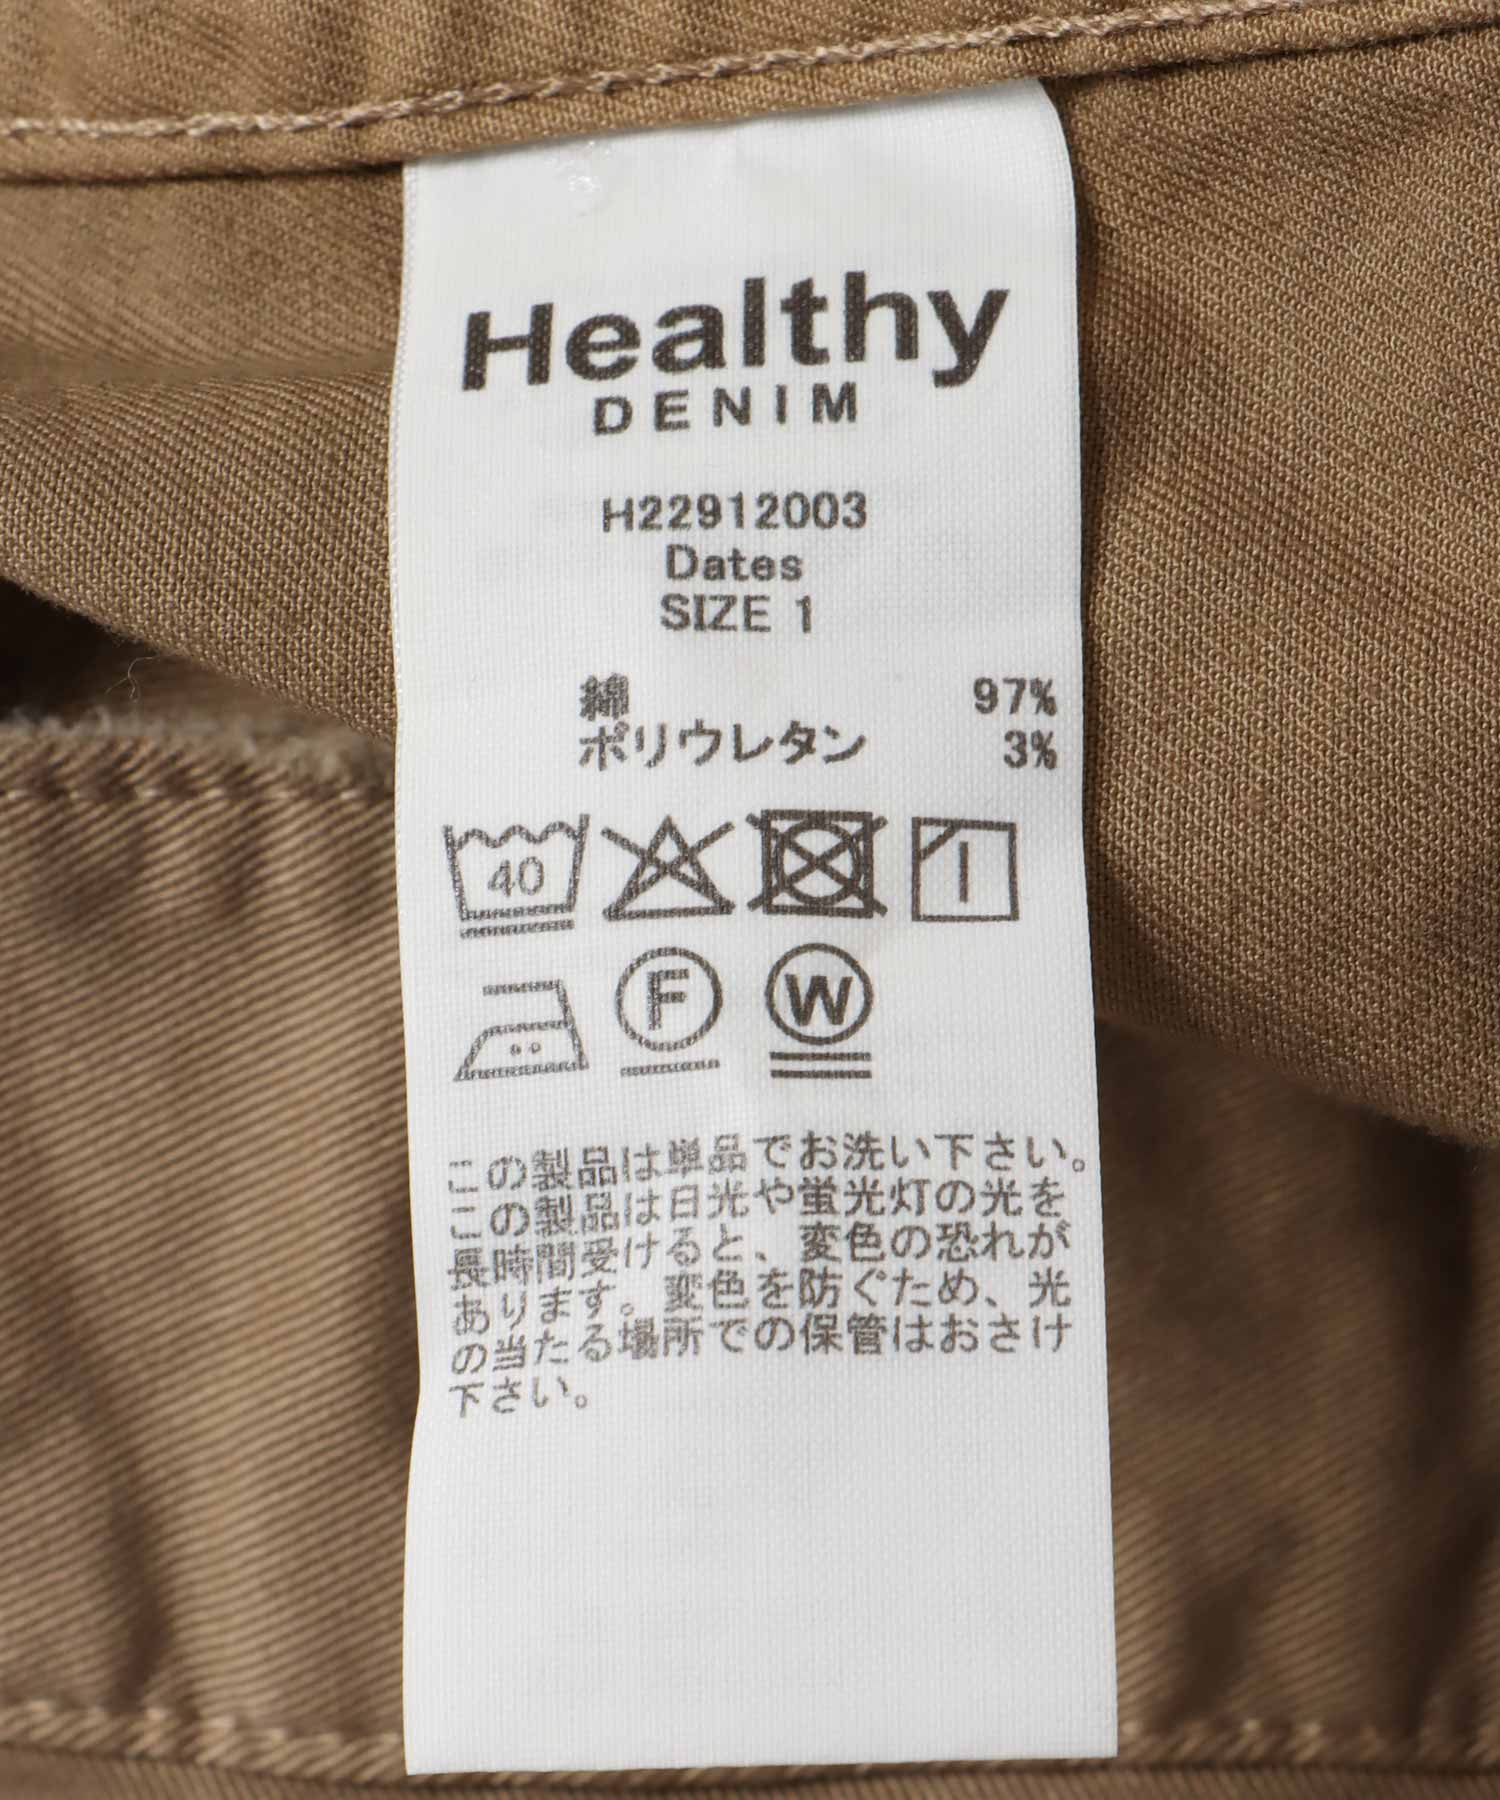 Healthy
DENIM
H22912003
Dates
SIZE 1
綿 97%
ポリウレタン 3%
40
F W
この製品は単品でお洗い下さい。
この製品は日光や蛍光灯の光を
長時間受けると、変色の恐れが
あります。変色を防ぐため、光
の当たる場所での保管はおさけ
下さい。